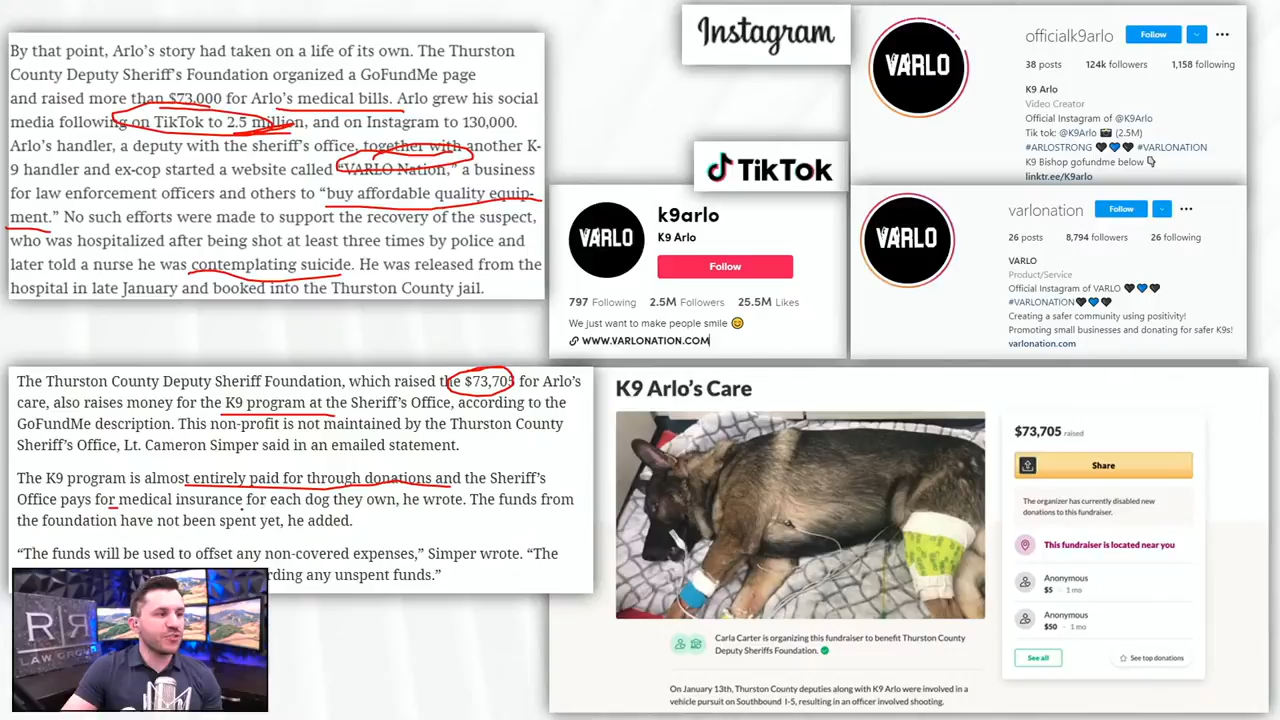 By that point, Arlo's story had taken on a life of its own. The Thurston
County Deputy Sheriff's Foundation organized a GoFundMe page
and raised more than $73,000 for Arlo's medical bills. Arlo grew his social
media following on TikTok to 2.5 million, and on Instagram to 130,000.
Arlo's handler, a deputy with the sheriff's office, together with another K-
9 handler and ex-cop started a website called “VARLO Nation,” a business
for law enforcement officers and others to “buy affordable quality equip-
ment.” No such efforts were made to support the recovery of the suspect,
who was hospitalized after being shot at least three times by police and
later told a nurse he was contemplating suicide. He was released from the
hospital in late January and booked into the Thurston County jail.
Instagram
VARLO
officialk9arlo
Follow
38 posts 124k followers 1,158 following
K9 Arlo
Video Creator
Official Instagram of @K9Arlo
Tik tok: @K9Arlo (2.5M)
#ARLOSTRONG 🖤💙🖤 #VARLONATION
K9 Bishop gofundme below
linktr.ee/K9arlo
TikTok
VARLO
k9arlo
K9 Arlo
Follow
797 Following 2.5M Followers 25.5M Likes
We just want to make people smile 😊
WWW.VARLONATION.COM
VARLO
varlonation
Follow
26 posts 8,794 followers 26 following
VARLO
Product/Service
Official Instagram of VARLO 🖤💙🖤
#VARLONATION🖤💙🖤
Creating a safer community using positivity!
Promoting small businesses and donating for safer K9s!
varlonation.com
The Thurston County Deputy Sheriff Foundation, which raised the $73,705 for Arlo's
care, also raises money for the K9 program at the Sheriff's Office, according to the
GoFundMe description. This non-profit is not maintained by the Thurston County
Sheriff's Office, Lt. Cameron Simper said in an emailed statement.
The K9 program is almost entirely paid for through donations and the Sheriff's
Office pays for medical insurance for each dog they own, he wrote. The funds from
the foundation have not been spent yet, he added.
“The funds will be used to offset any non-covered expenses,” Simper wrote. “The
rding any unspent funds.”
R R
LAW GROUP
K9 Arlo's Care
$73,705 raised
Share
The organizer has currently disabled new
donations to this fundraiser.
This fundraiser is located near you
Anonymous
$5 · 1 mo
Anonymous
$50 · 1 mo
See all
See top donations
Carla Carter is organizing this fundraiser to benefit Thurston County
Deputy Sheriffs Foundation.
On January 13th, Thurston County deputies along with K9 Arlo were involved in a
vehicle pursuit on Southbound I-5, resulting in an officer involved shooting.